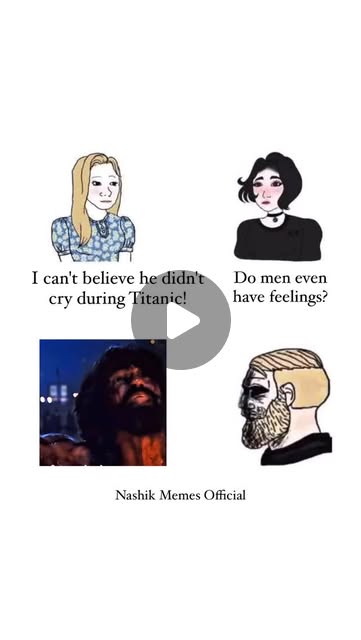 I can't believe he didn't
cry during Titanic!
Do men even
have feelings?
Nashik Memes Official